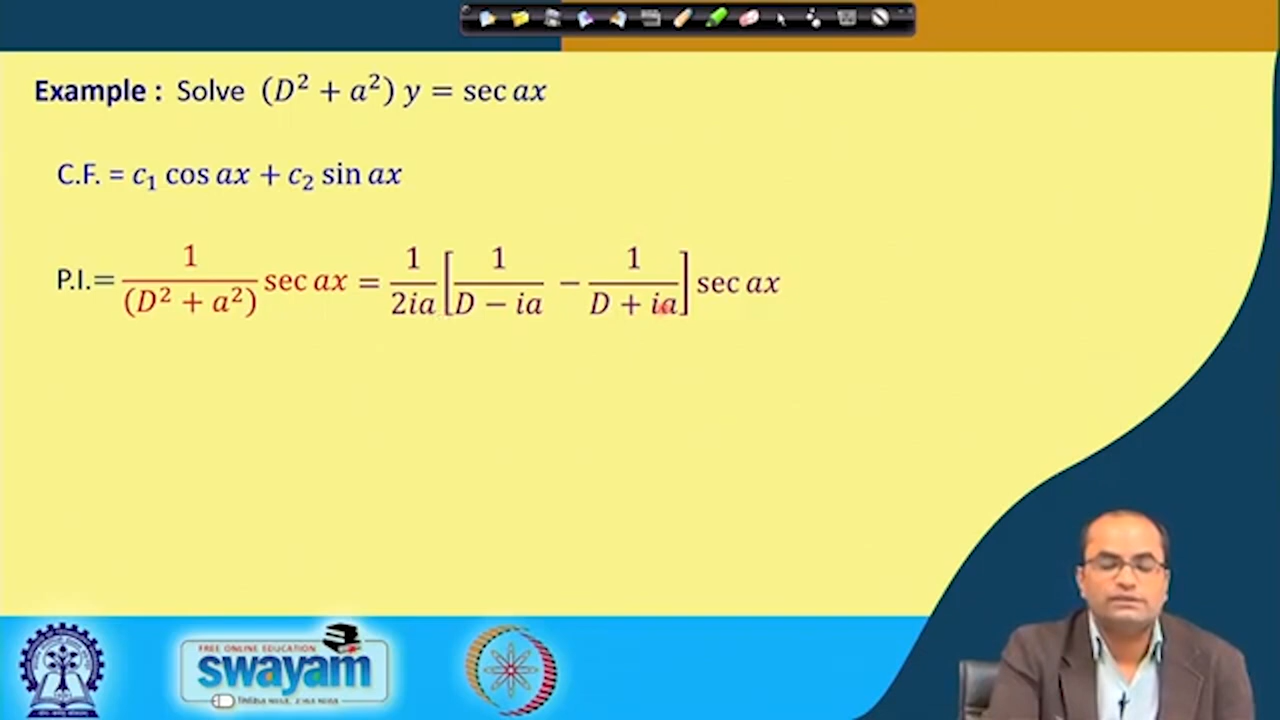 Example : Solve (D² + a²) y = sec ax
C.F. = c₁ cos ax + c₂ sin ax
P.I.= 1/(D² + a²) sec ax = 1/2ia [1/(D − ia) − 1/(D + ia)] sec ax
FREE ONLINE EDUCATION
swayam